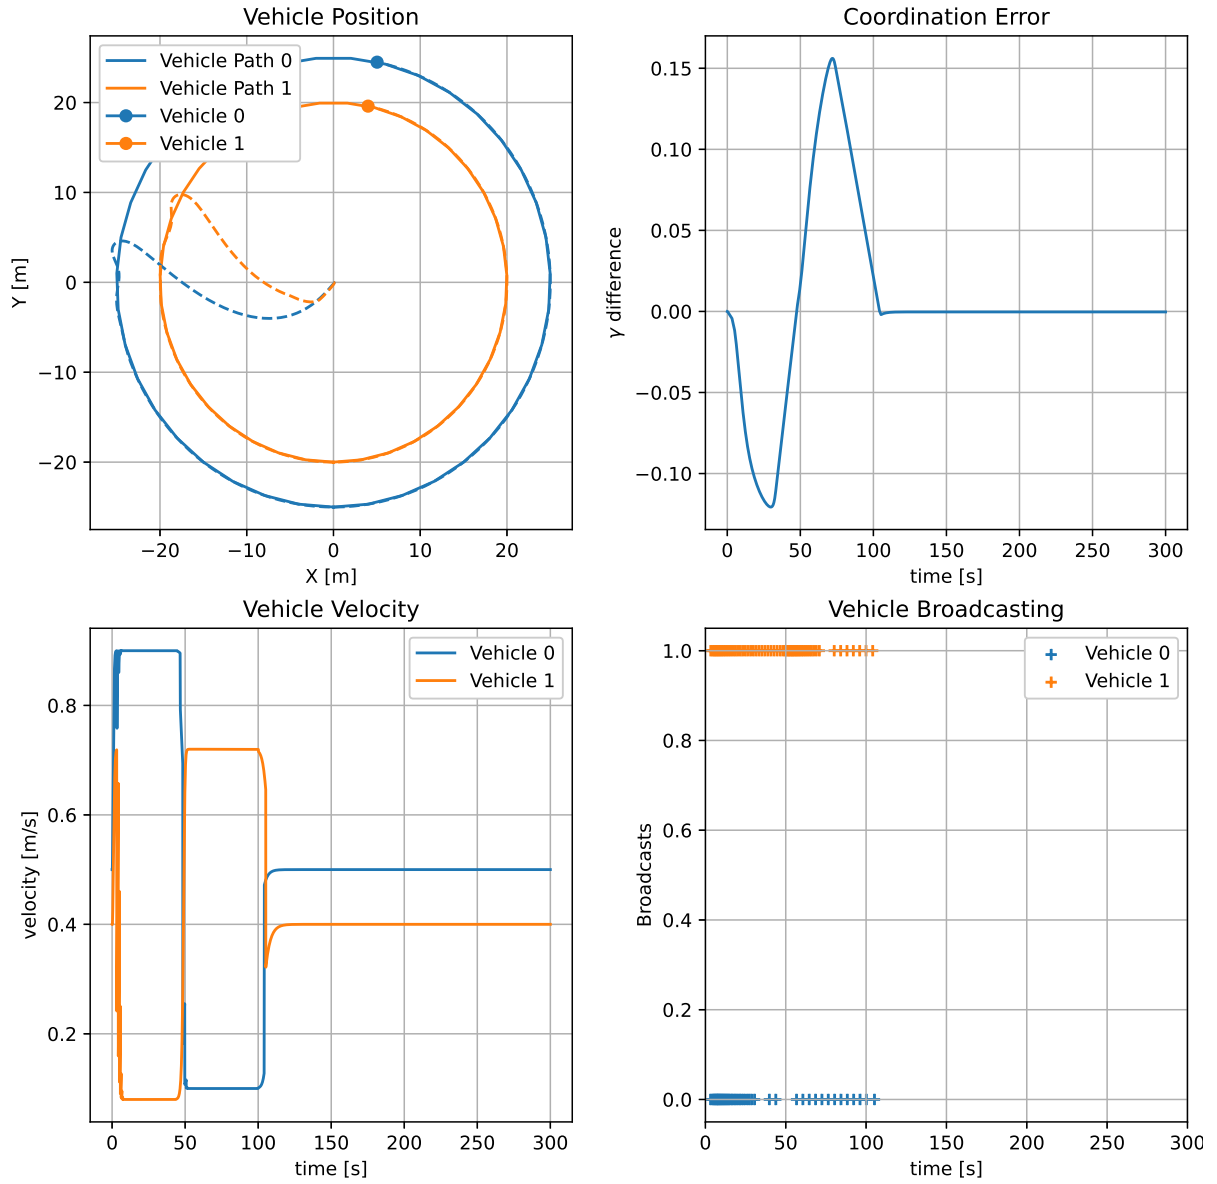 Vehicle Position
Vehicle Path 0
Vehicle Path 1
Vehicle 0
Vehicle 1
20
10
0
−10
−20
Y [m]
−20 −10 0 10 20
X [m]
Coordination Error
0.15
0.10
0.05
0.00
−0.05
−0.10
γ difference
0 50 100 150 200 250 300
time [s]
Vehicle Velocity
Vehicle 0
Vehicle 1
0.8
0.6
0.4
0.2
velocity [m/s]
0 50 100 150 200 250 300
time [s]
Vehicle Broadcasting
Vehicle 0
Vehicle 1
1.0
0.8
0.6
0.4
0.2
0.0
Broadcasts
0 50 100 150 200 250 300
time [s]